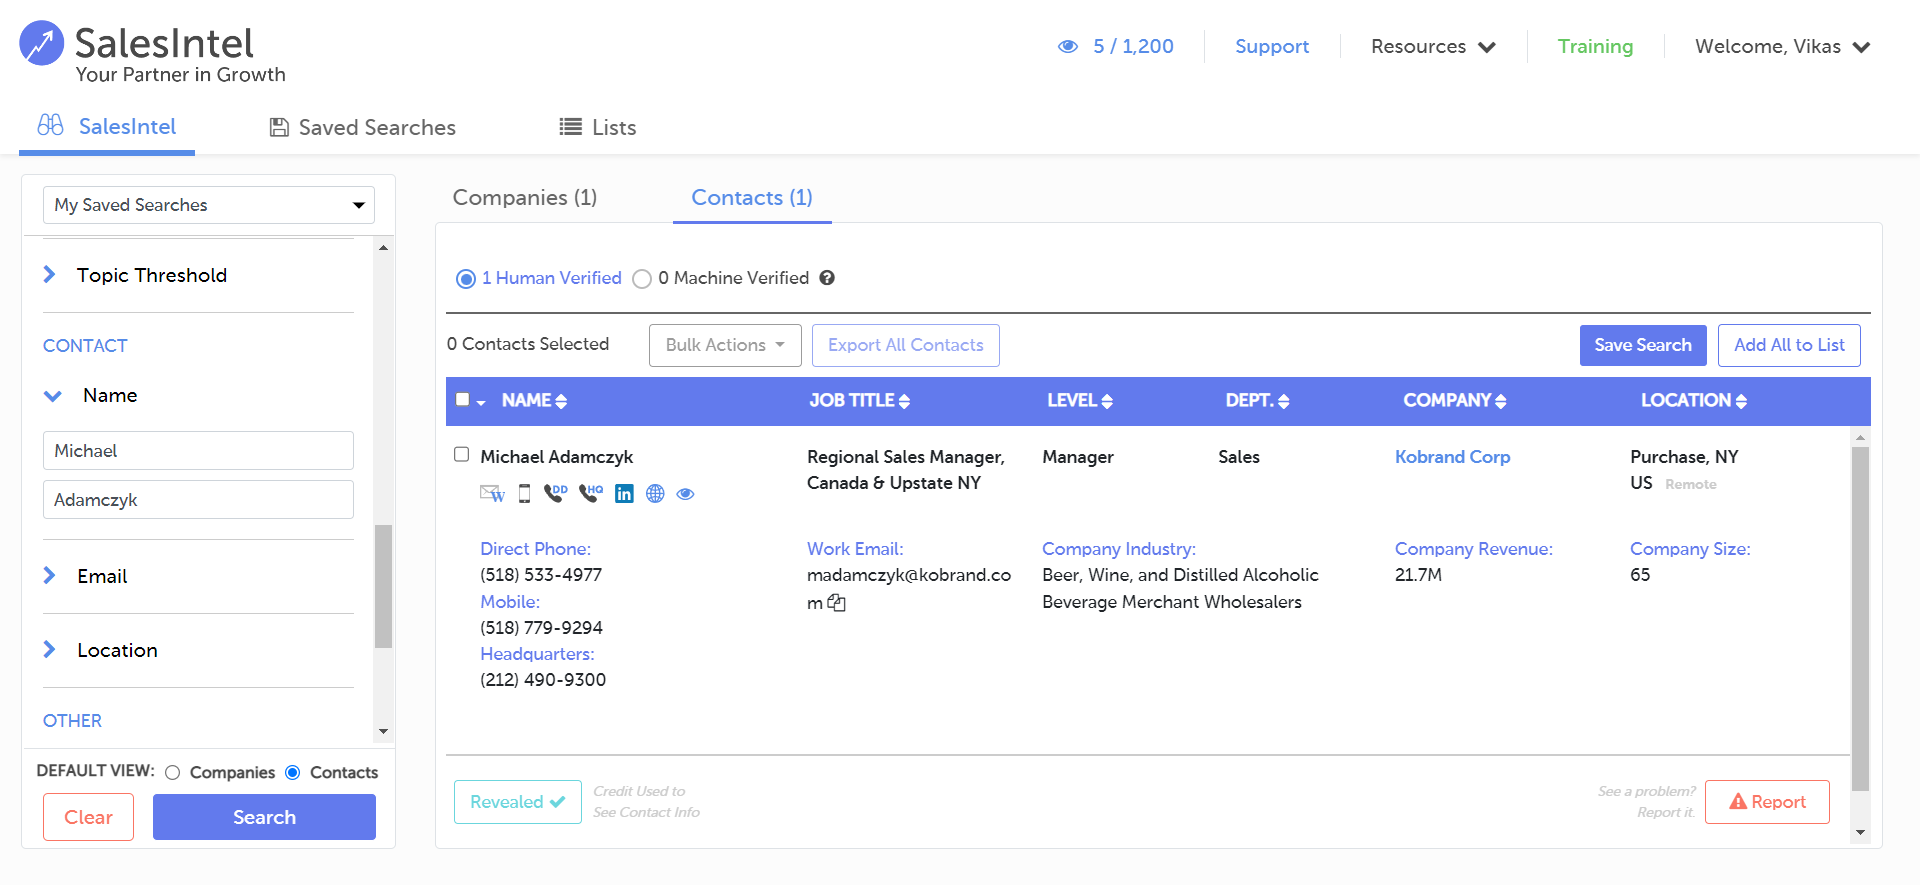 SalesIntel
Your Partner in Growth
5 / 1,200
Support
Resources
Training
Welcome, Vikas
SalesIntel
Saved Searches
Lists
My Saved Searches
Topic Threshold
CONTACT
Name
Michael
Adamczyk
Email
Location
OTHER
DEFAULT VIEW: Companies Contacts
Clear
Search
Companies (1)
Contacts (1)
1 Human Verified 0 Machine Verified ?
0 Contacts Selected
Bulk Actions
Export All Contacts
Save Search
Add All to List
NAME JOB TITLE LEVEL DEPT. COMPANY LOCATION
Michael Adamczyk
W DD HQ in
Regional Sales Manager,
Canada & Upstate NY
Manager
Sales
Kobrand Corp
Purchase, NY
US Remote
Direct Phone:
(518) 533-4977
Mobile:
(518) 779-9294
Headquarters:
(212) 490-9300
Work Email:
madamczyk@kobrand.co
m
Company Industry:
Beer, Wine, and Distilled Alcoholic
Beverage Merchant Wholesalers
Company Revenue:
21.7M
Company Size:
65
Revealed
Credit Used to
See Contact Info
See a problem?
Report it.
Report